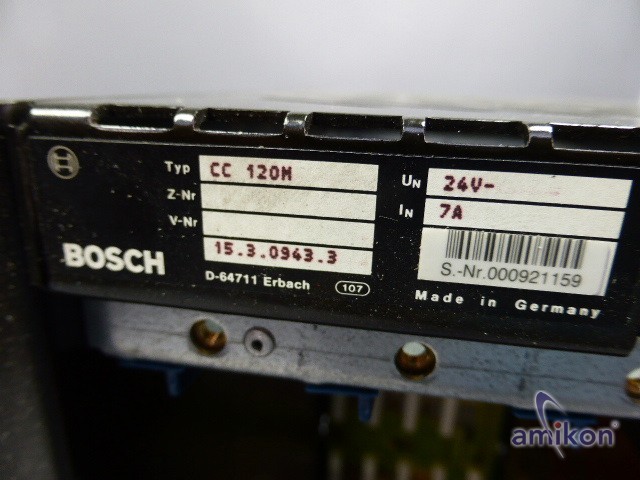 Typ CC 120M
Z-Nr
V-Nr
15.3.0943.3
BOSCH
D-64711 Erbach 107
UN 24V-
IN 7A
S.-Nr.000921159
Made in Germany
amikon